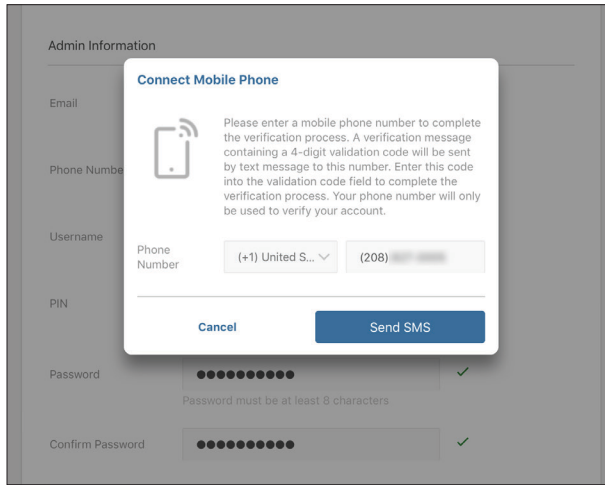 Admin Information
Connect Mobile Phone
Email
Please enter a mobile phone number to complete
the verification process. A verification message
containing a 4-digit validation code will be sent
by text message to this number. Enter this code
into the validation code field to complete the
verification process. Your phone number will only
be used to verify your account.
Phone Numbe
Username
Phone
Number
(+1) United S...
(208)
PIN
Cancel
Send SMS
Password
●●●●●●●●●●
Password must be at least 8 characters
Confirm Password
●●●●●●●●●●